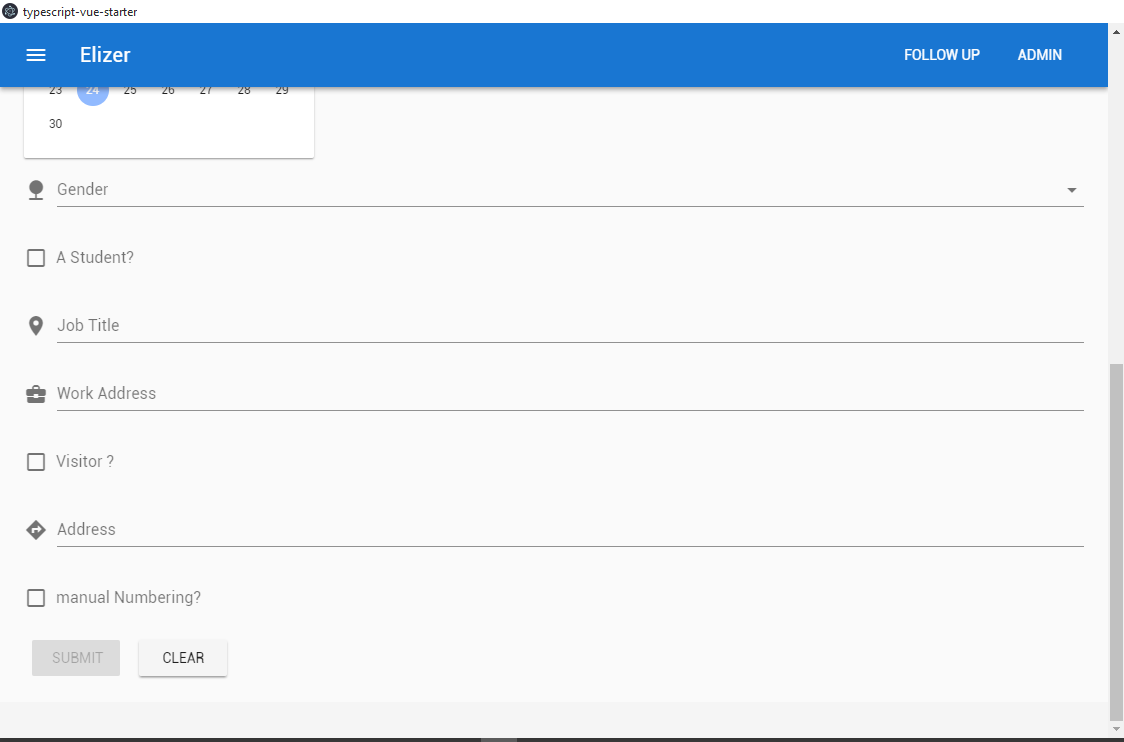 typescript-vue-starter
Elizer FOLLOW UP ADMIN
23 24 25 26 27 28 29
30
Gender
A Student?
Job Title
Work Address
Visitor ?
Address
manual Numbering?
SUBMIT CLEAR